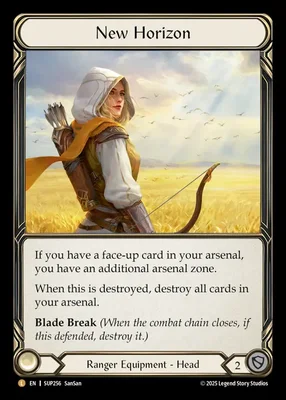 New Horizon
If you have a face-up card in your arsenal,
you have an additional arsenal zone.
When this is destroyed, destroy all cards in
your arsenal.
Blade Break (When the combat chain closes, if
this defended, destroy it.)
Ranger Equipment - Head
2
L EN | SUP256 SanSan
© 2025 Legend Story Studios